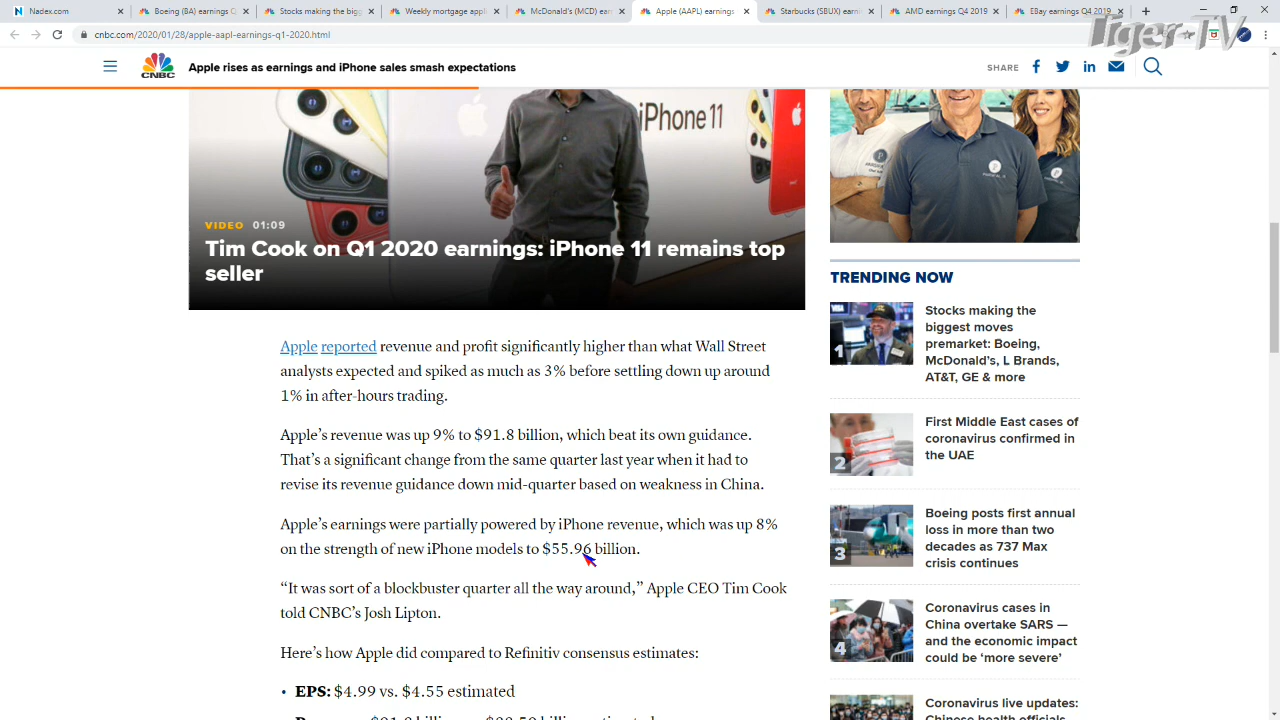 Nadex.com
Boeing (BA) earnings Q
Stocks making the bigg
Weekly mortgage appl
McDonald's (MCD) earn
Apple (AAPL) earnings
Starbucks (SBUX) earni
AMD earnings Q4 2019
EBay earnings Q4 2019
Tiger-TV
cnbc.com/2020/01/28/apple-aapl-earnings-q1-2020.html
CNBC
Apple rises as earnings and iPhone sales smash expectations
SHARE
iPhone 11
VIDEO 01:09
Tim Cook on Q1 2020 earnings: iPhone 11 remains top
seller
Apple reported revenue and profit significantly higher than what Wall Street
analysts expected and spiked as much as 3% before settling down up around
1% in after-hours trading.
Apple’s revenue was up 9% to $91.8 billion, which beat its own guidance.
That’s a significant change from the same quarter last year when it had to
revise its revenue guidance down mid-quarter based on weakness in China.
Apple’s earnings were partially powered by iPhone revenue, which was up 8%
on the strength of new iPhone models to $55.96 billion.
“It was sort of a blockbuster quarter all the way around,” Apple CEO Tim Cook
told CNBC’s Josh Lipton.
Here’s how Apple did compared to Refinitiv consensus estimates:
• EPS: $4.99 vs. $4.55 estimated
TRENDING NOW
1
Stocks making the
biggest moves
premarket: Boeing,
McDonald’s, L Brands,
AT&T, GE & more
2
First Middle East cases of
coronavirus confirmed in
the UAE
3
Boeing posts first annual
loss in more than two
decades as 737 Max
crisis continues
4
Coronavirus cases in
China overtake SARS —
and the economic impact
could be ‘more severe’
Coronavirus live updates:
Chinese health officials